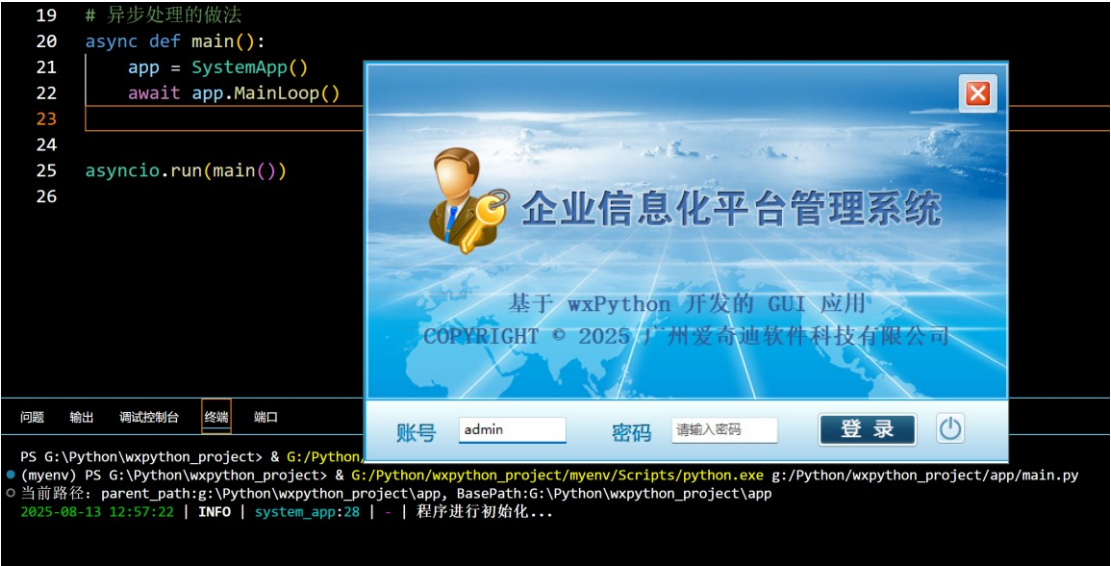 19 # 异步处理的做法
20 async def main():
21 app = SystemApp()
22 await app.MainLoop()
23
24
25 asyncio.run(main())
26
企业信息化平台管理系统
基于 wxPython 开发的 GUI 应用
COPYRIGHT © 2025 广州爱奇迪软件科技有限公司
账号 admin 密码 请输入密码 登录
问题 输出 调试控制台 终端 端口
PS G:\Python\wxpython_project> & G:/Python/
(myenv) PS G:\Python\wxpython_project> & G:/Python/wxpython_project/myenv/Scripts/python.exe g:/Python/wxpython_project/app/main.py
当前路径: parent_path:g:\Python\wxpython_project\app, BasePath:G:\Python\wxpython_project\app
2025-08-13 12:57:22 | INFO | system_app:28 | - | 程序进行初始化...